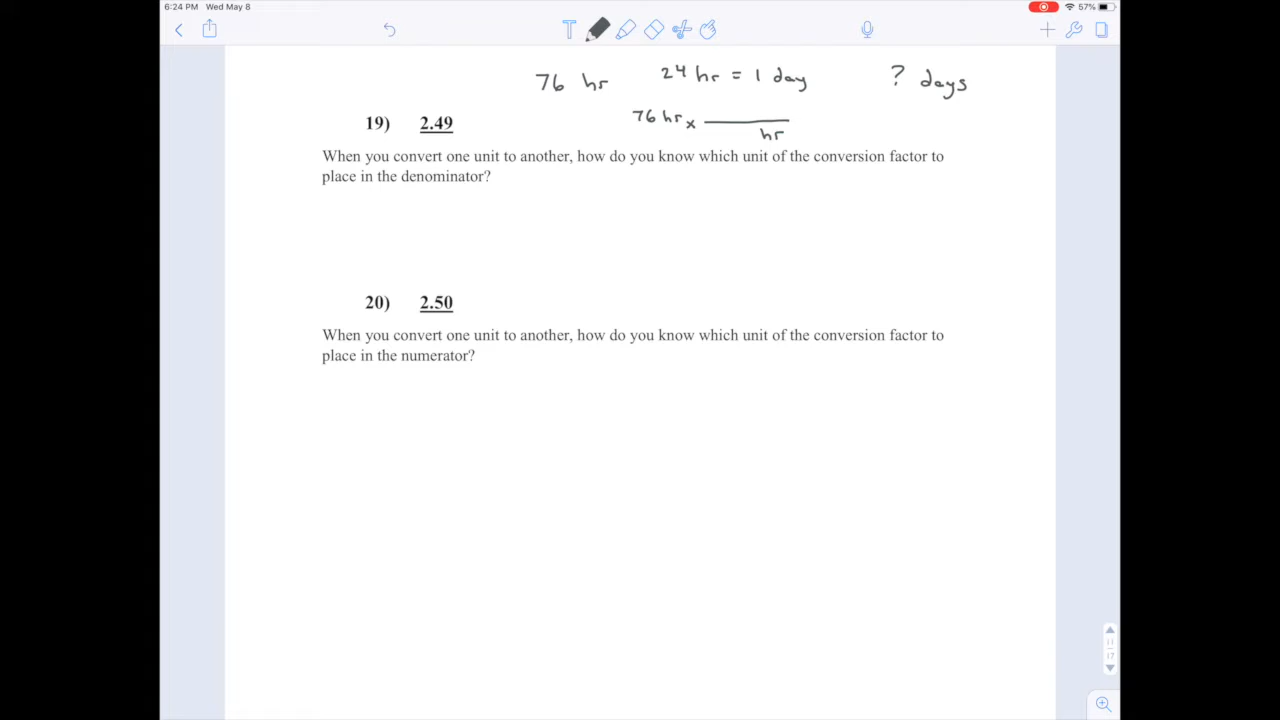 6:24 PM Wed May 8
57%
76 hr 24 hr = 1 day ? days
76 hr x
hr
19) 2.49
When you convert one unit to another, how do you know which unit of the conversion factor to
place in the denominator?
20) 2.50
When you convert one unit to another, how do you know which unit of the conversion factor to
place in the numerator?
11
17